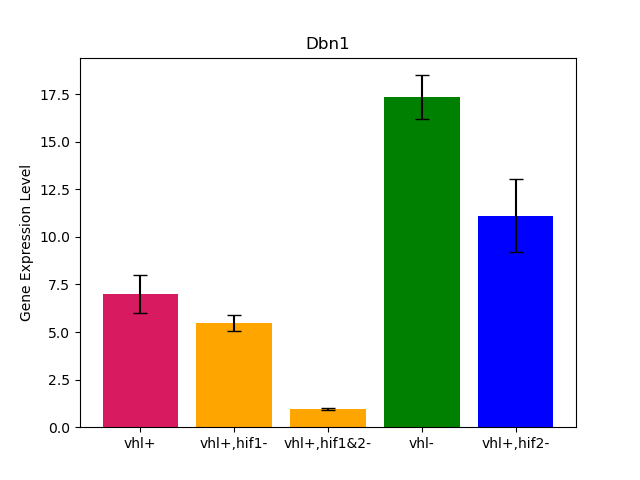 Dbn1
Gene Expression Level
17.5
15.0
12.5
10.0
7.5
5.0
2.5
0.0
vhl+ vhl+,hif1- vhl+,hif1&2- vhl- vhl+,hif2-